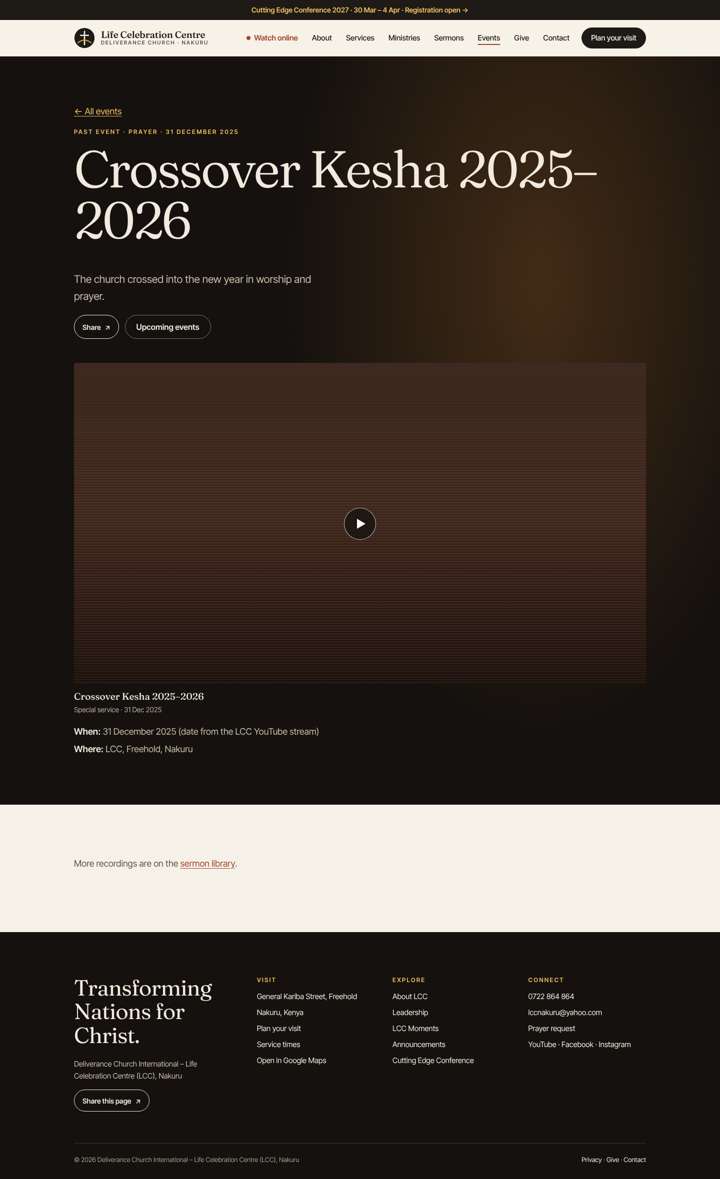 Cutting Edge Conference 2027 · 30 Mar – 4 Apr · Registration open →
Life Celebration Centre
DELIVERANCE CHURCH · NAKURU
Watch online
About
Services
Ministries
Sermons
Events
Give
Contact
Plan your visit
← All events
PAST EVENT · PRAYER · 31 DECEMBER 2025
Crossover Kesha 2025–
2026
The church crossed into the new year in worship and
prayer.
Share ↗
Upcoming events
Crossover Kesha 2025–2026
Special service · 31 Dec 2025
When: 31 December 2025 (date from the LCC YouTube stream)
Where: LCC, Freehold, Nakuru
More recordings are on the sermon library.
Transforming
Nations for
Christ.
Deliverance Church International – Life
Celebration Centre (LCC), Nakuru
Share this page ↗
VISIT
General Kariba Street, Freehold
Nakuru, Kenya
Plan your visit
Service times
Open in Google Maps
EXPLORE
About LCC
Leadership
LCC Moments
Announcements
Cutting Edge Conference
CONNECT
0722 864 864
lccnakuru@yahoo.com
Prayer request
YouTube · Facebook · Instagram
© 2026 Deliverance Church International – Life Celebration Centre (LCC), Nakuru
Privacy · Give · Contact